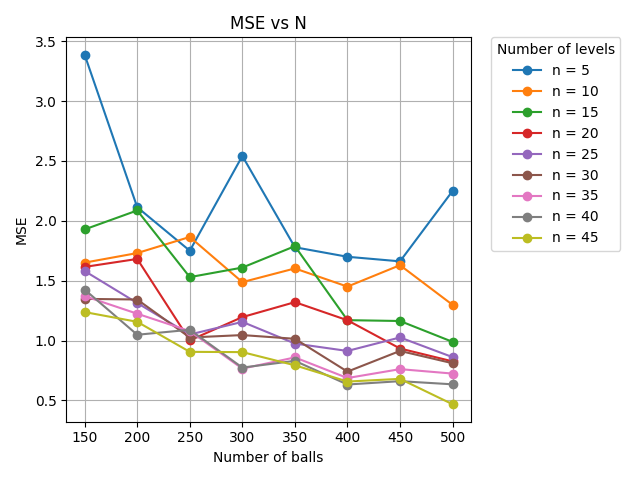 MSE vs N
3.5
3.0
2.5
2.0
1.5
1.0
0.5
MSE
150 200 250 300 350 400 450 500
Number of balls
Number of levels
n = 5
n = 10
n = 15
n = 20
n = 25
n = 30
n = 35
n = 40
n = 45